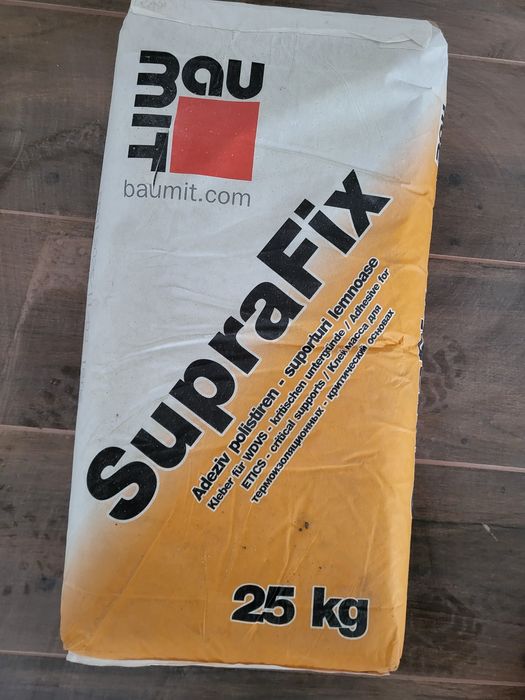 BAU
MIT
baumit.com
SupraFix
Adeziv polistiren - suporturi lemnoase
Kleber für WDVS - kritischen untergründe / Adhesive for
ETICS - critical supports / Клеймасса для
термоизоляционных - критический основах
25 kg